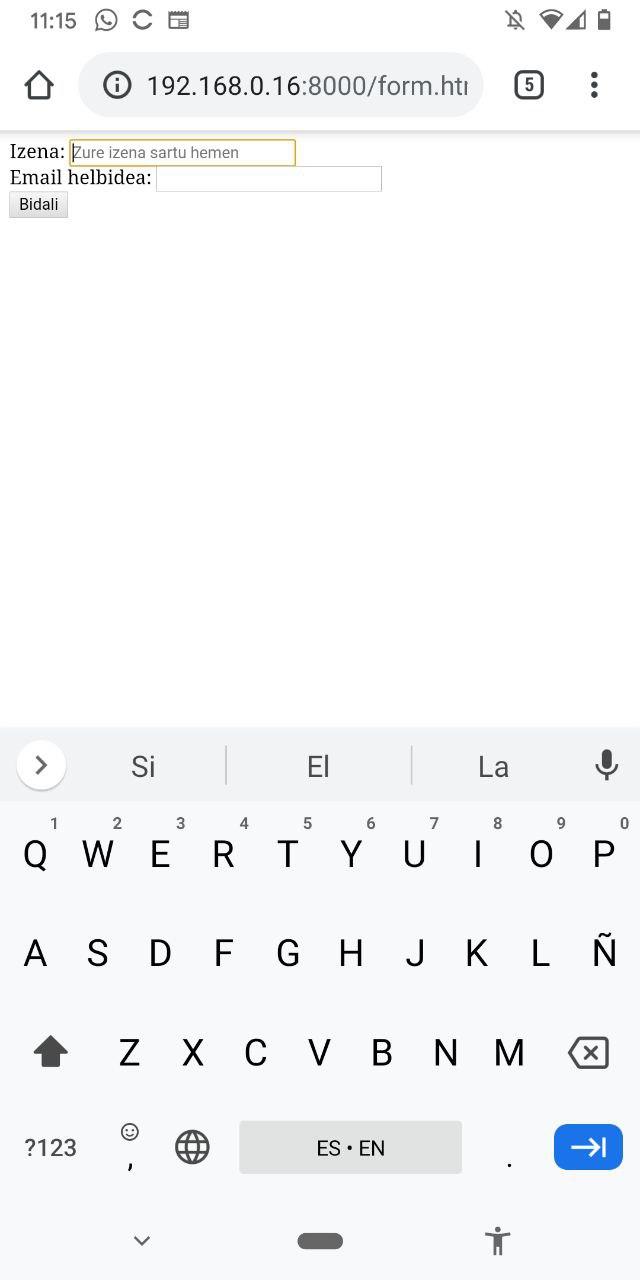 11:15
192.168.0.16:8000/form.htm
5
Izena: Zure izena sartu hemen
Email helbidea:
Bidali
Si El La
1 2 3 4 5 6 7 8 9 0
Q W E R T Y U I O P
A S D F G H J K L Ñ
Z X C V B N M
?123 , ES • EN .